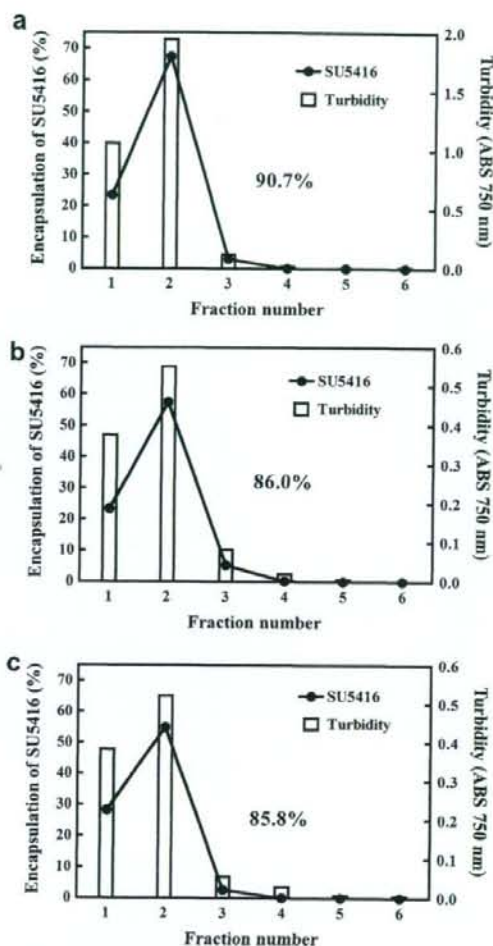 a
Encapsulation of SU5416 (%)
70
60
50
40
30
20
10
0
SU5416
Turbidity
90.7%
2.0
1.5
1.0
0.5
0.0
Turbidity (ABS 750 nm)
1 2 3 4 5 6
Fraction number
b
Encapsulation of SU5416 (%)
70
60
50
40
30
20
10
0
SU5416
Turbidity
86.0%
0.6
0.5
0.4
0.3
0.2
0.1
0.0
Turbidity (ABS 750 nm)
1 2 3 4 5 6
Fraction number
c
Encapsulation of SU5416 (%)
70
60
50
40
30
20
10
0
SU5416
Turbidity
85.8%
0.6
0.5
0.4
0.3
0.2
0.1
0.0
Turbidity (ABS 750 nm)
1 2 3 4 5 6
Fraction number